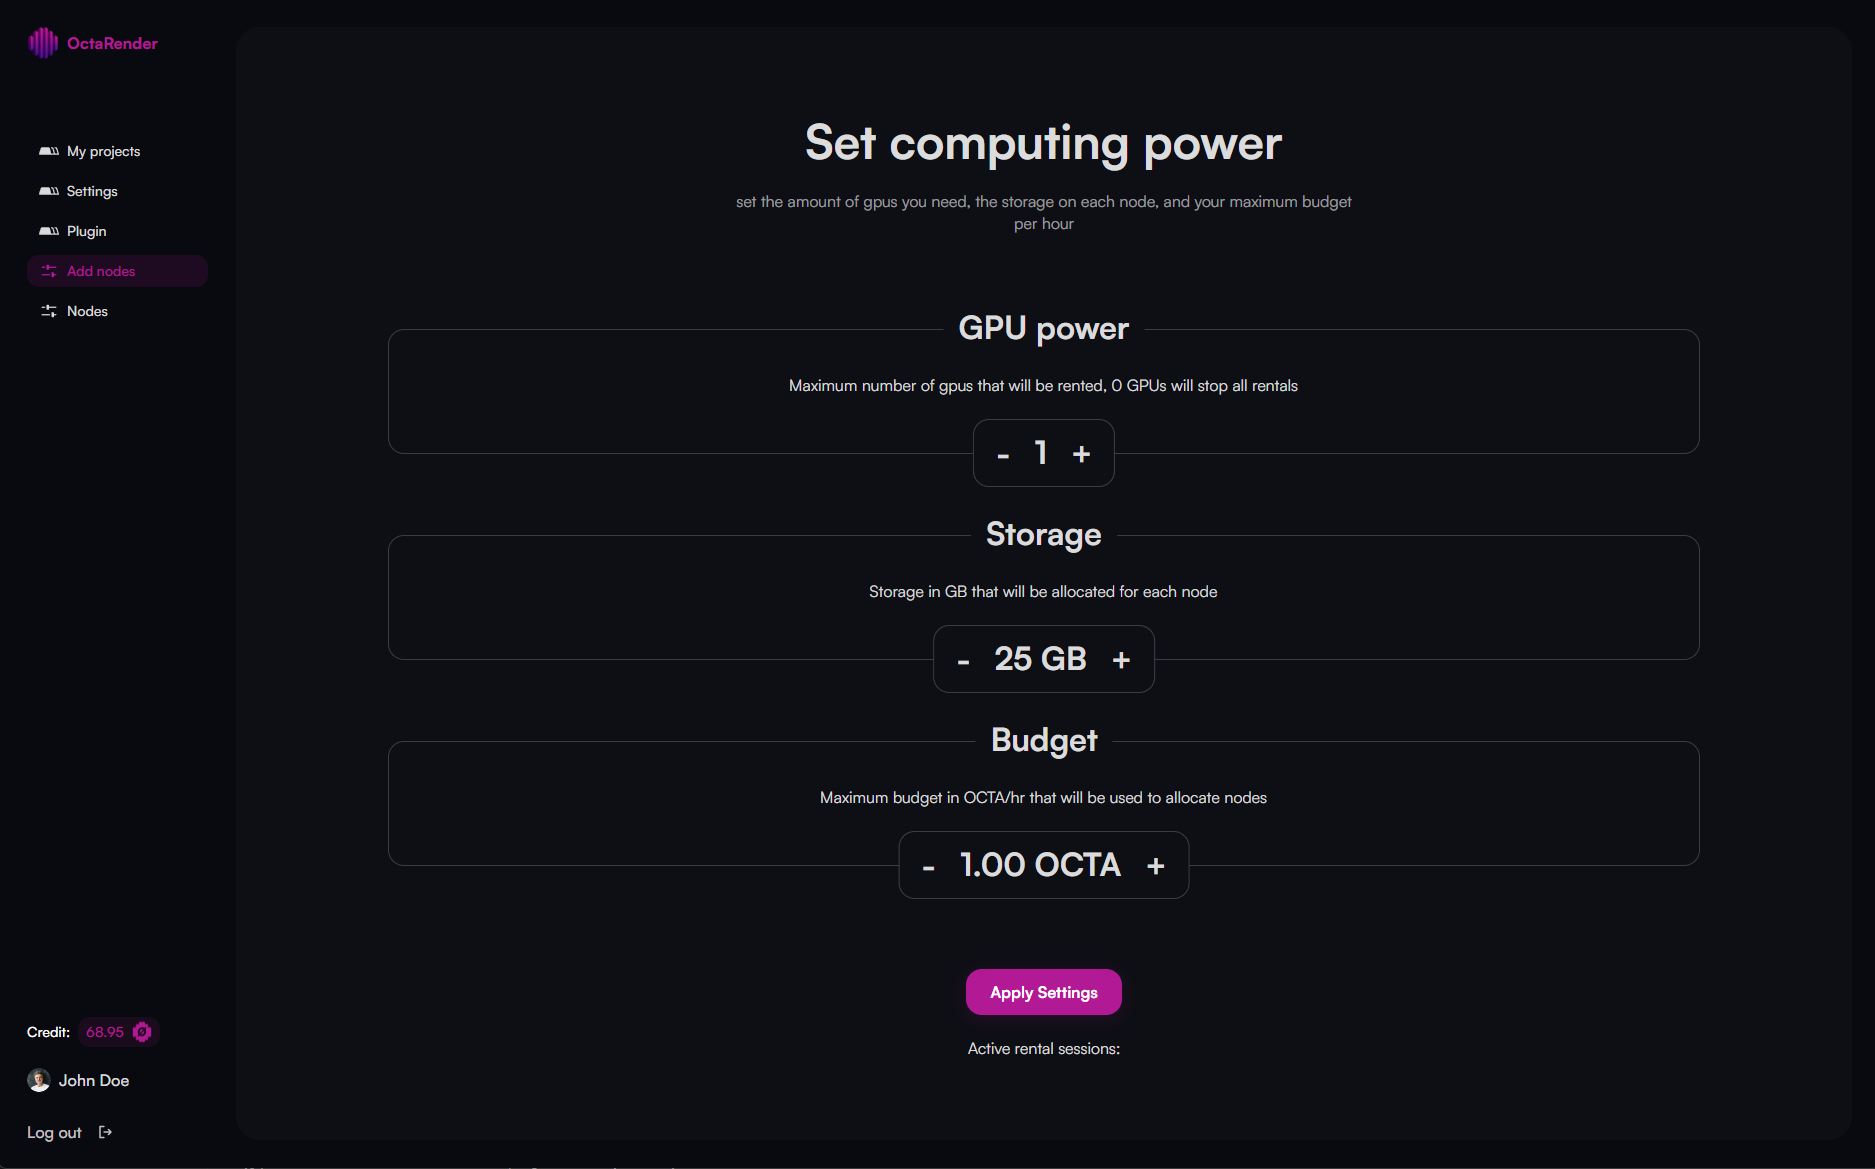 OctaRender
My projects
Settings
Plugin
Add nodes
Nodes
Credit: 68.95
John Doe
Log out
Set computing power
set the amount of gpus you need, the storage on each node, and your maximum budget
per hour
GPU power
Maximum number of gpus that will be rented, 0 GPUs will stop all rentals
- 1 +
Storage
Storage in GB that will be allocated for each node
- 25 GB +
Budget
Maximum budget in OCTA/hr that will be used to allocate nodes
- 1.00 OCTA +
Apply Settings
Active rental sessions: